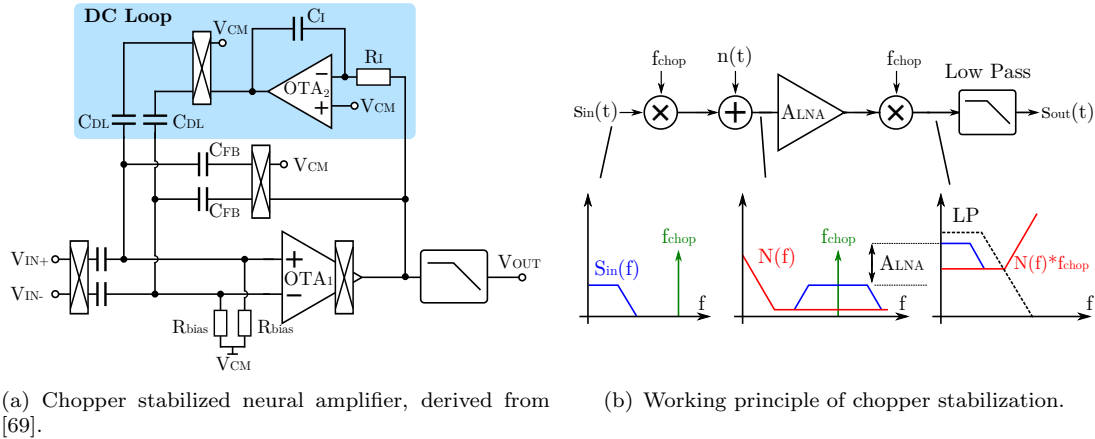 DC Loop
VCM
CI
RI
OTA2
VCM
CDL
CDL
CFB
VCM
CFB
VIN+
VIN-
OTA1
VOUT
Rbias
Rbias
VCM
(a) Chopper stabilized neural amplifier, derived from
[69].
fchop
n(t)
fchop
Low Pass
Sin(t)
ALNA
Sout(t)
LP
fchop
N(f)
fchop
ALNA
Sin(f)
N(f)*fchop
f
f
f
(b) Working principle of chopper stabilization.